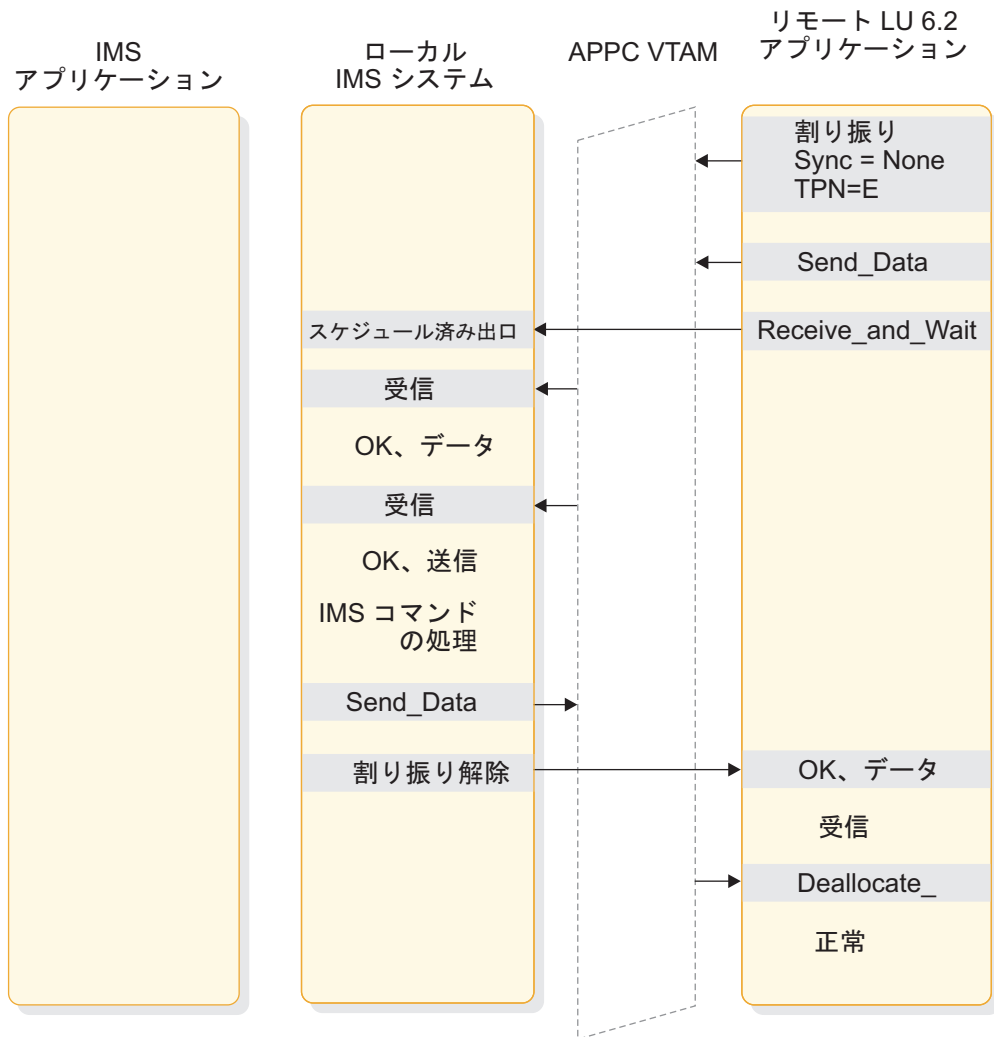 IMS
アプリケーション
ローカル
IMS システム
APPC VTAM
リモート LU 6.2
アプリケーション
割り振り
Sync = None
TPN=E
Send_Data
スケジュール済み出口
Receive_and_Wait
受信
OK、データ
受信
OK、送信
IMS コマンド
の処理
Send_Data
割り振り解除
OK、データ
受信
Deallocate_
正常